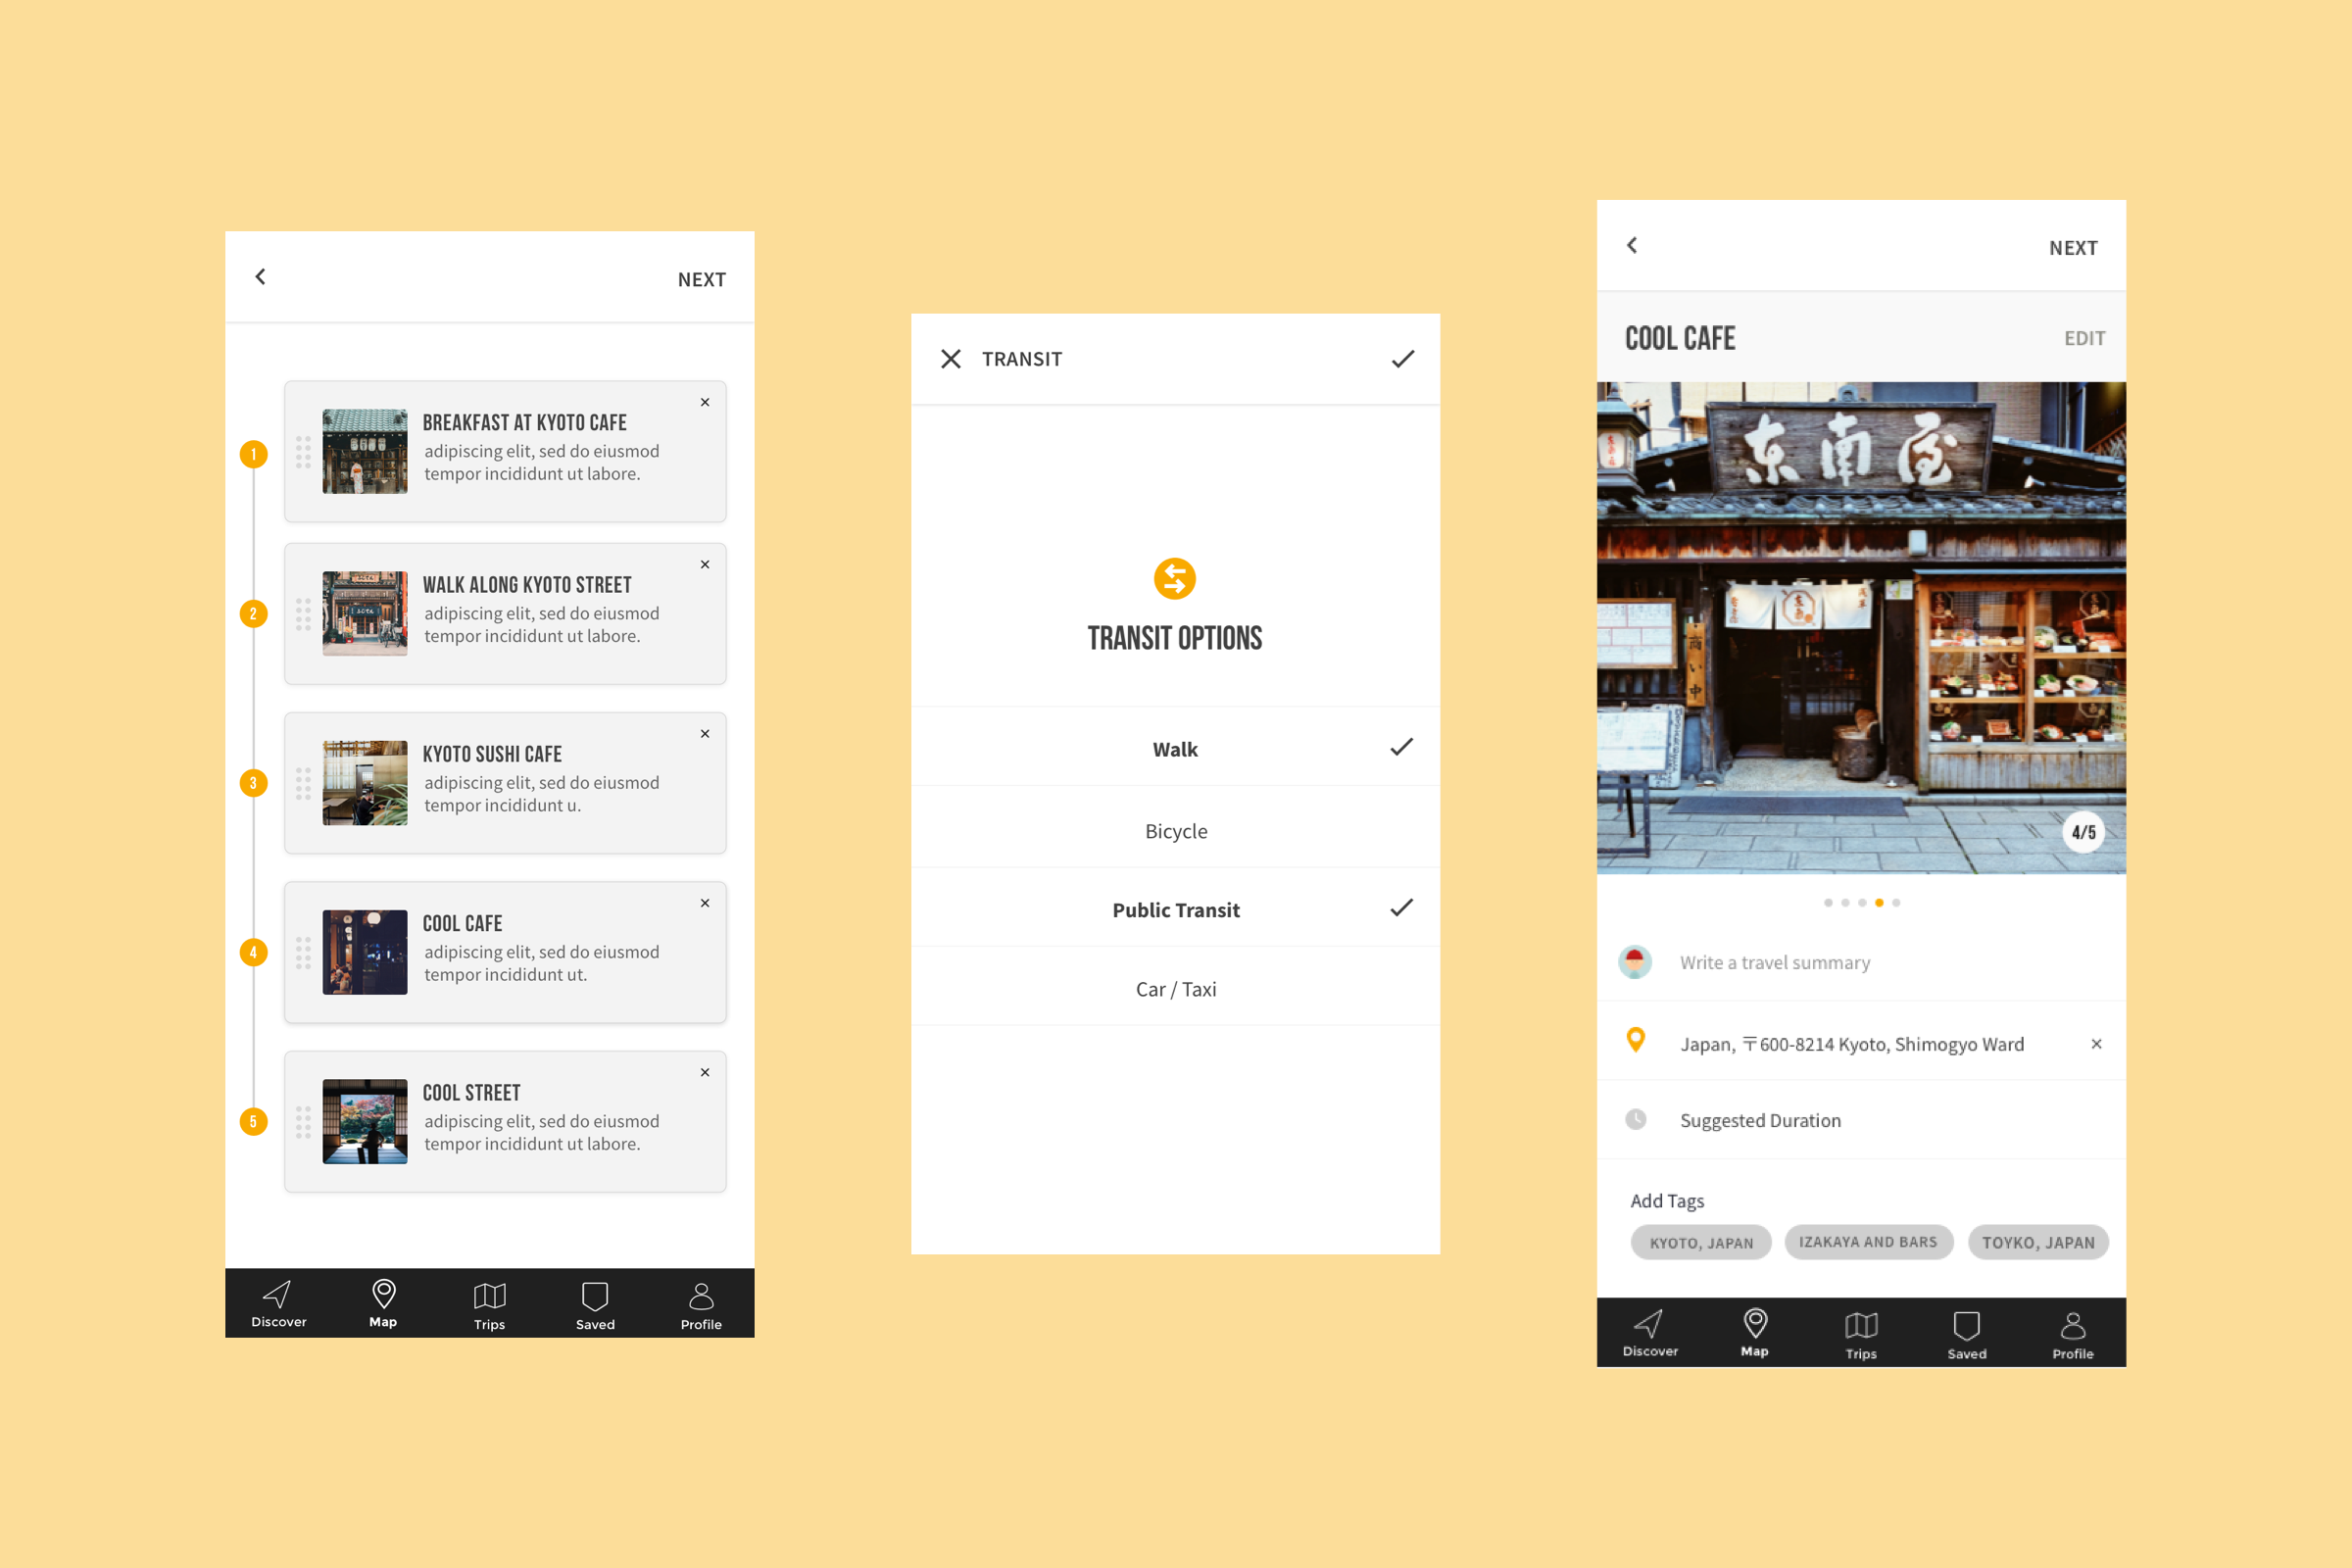 NEXT
1
BREAKFAST AT KYOTO CAFE
adipiscing elit, sed do eiusmod
tempor incididunt ut labore.
2
WALK ALONG KYOTO STREET
adipiscing elit, sed do eiusmod
tempor incididunt ut labore.
3
KYOTO SUSHI CAFE
adipiscing elit, sed do eiusmod
tempor incididunt u.
4
COOL CAFE
adipiscing elit, sed do eiusmod
tempor incididunt ut.
5
COOL STREET
adipiscing elit, sed do eiusmod
tempor incididunt ut labore.
Discover
Map
Trips
Saved
Profile
TRANSIT
TRANSIT OPTIONS
Walk
Bicycle
Public Transit
Car / Taxi
NEXT
COOL CAFE
EDIT
东南屋
商い中
4/5
Write a travel summary
Japan, 〒600-8214 Kyoto, Shimogyo Ward
Suggested Duration
Add Tags
KYOTO, JAPAN
IZAKAYA AND BARS
TOYKO, JAPAN
Discover
Map
Trips
Saved
Profile